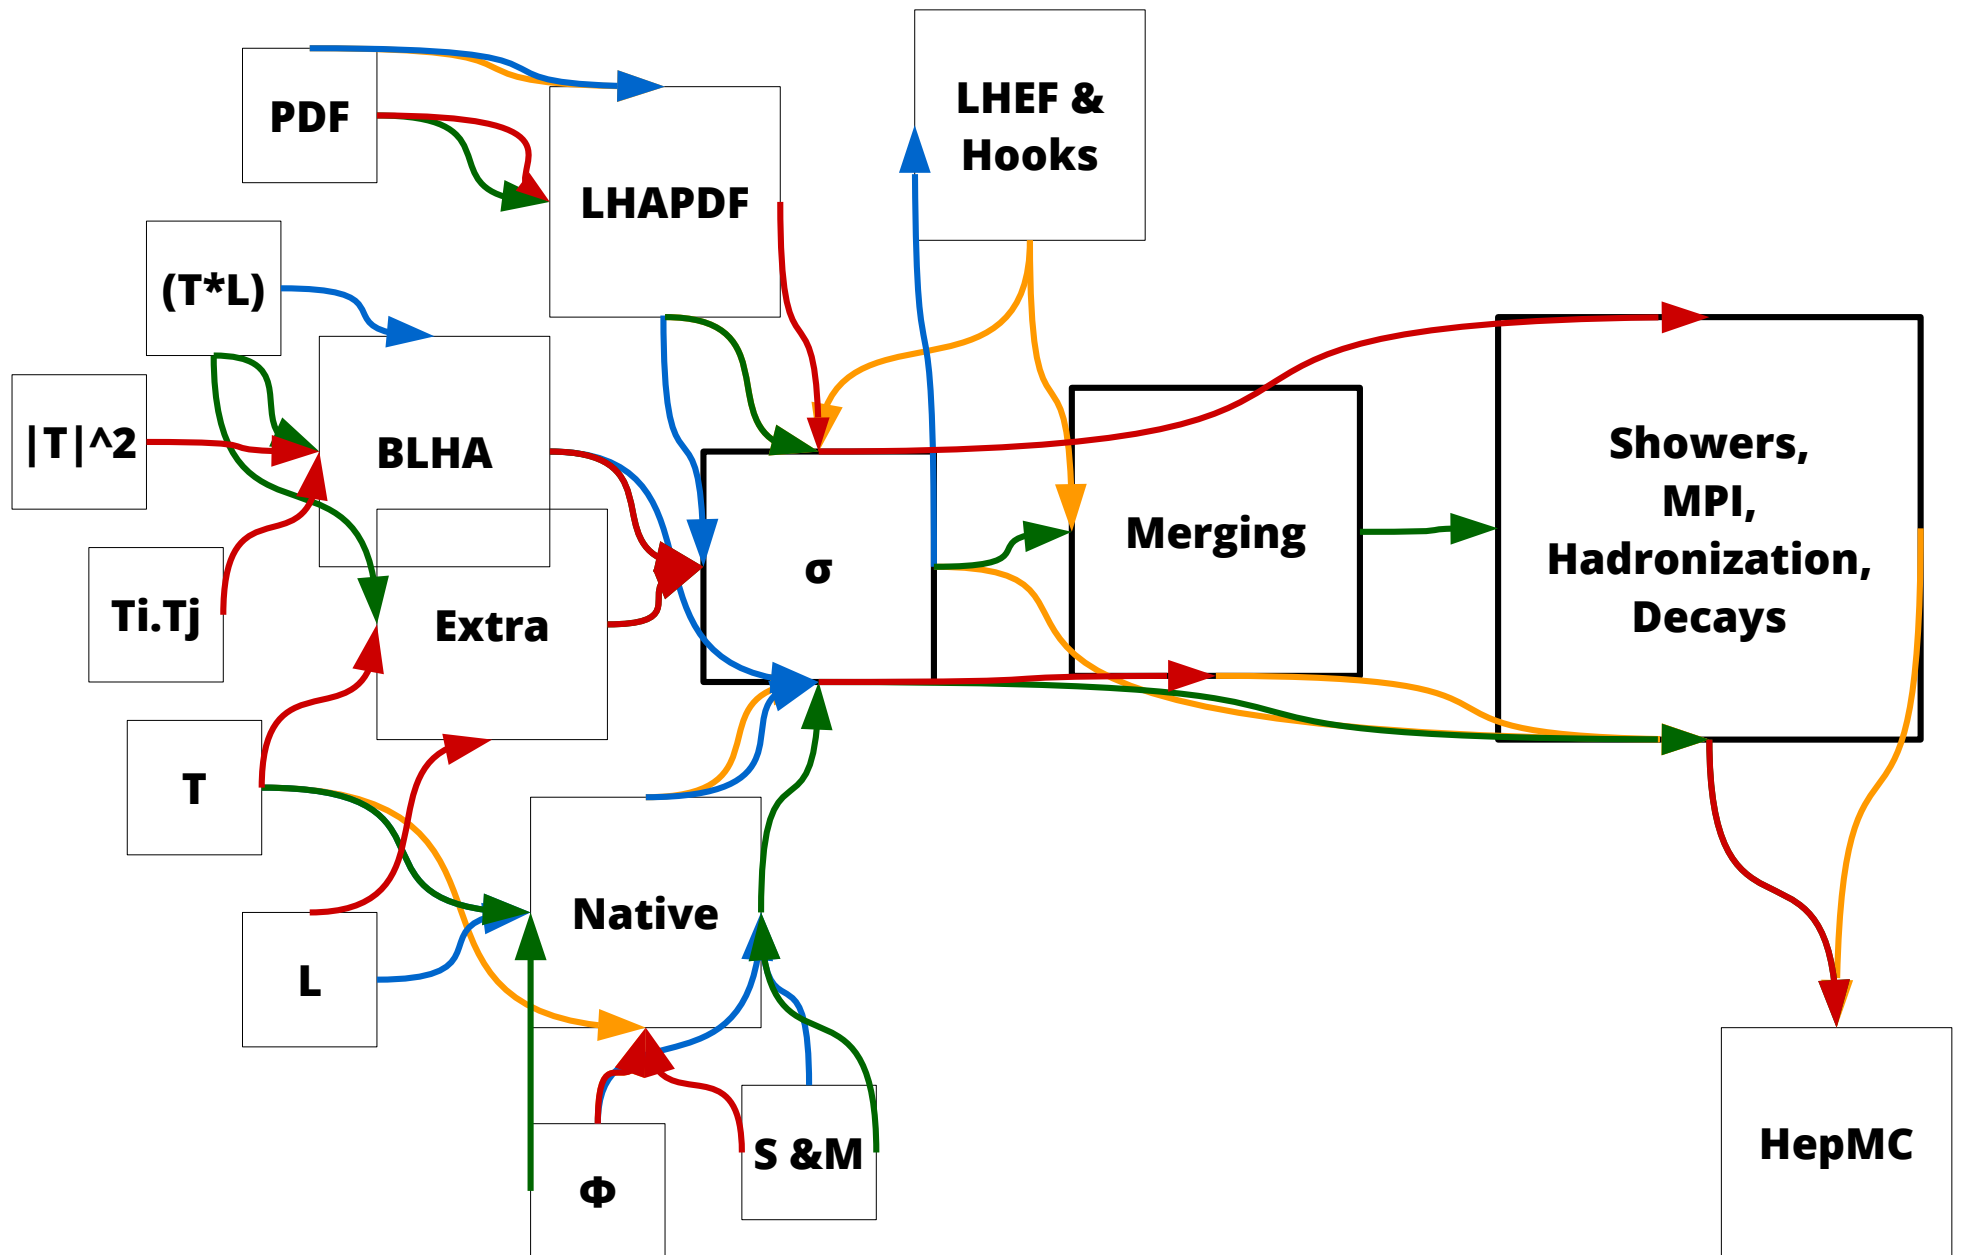 LHEF &
Hooks
PDF
LHAPDF
(T*L)
|T|^2
BLHA
Showers,
MPI,
Hadronization,
Decays
Merging
σ
Ti.Tj
Extra
T
Native
L
S &M
HepMC
Φ